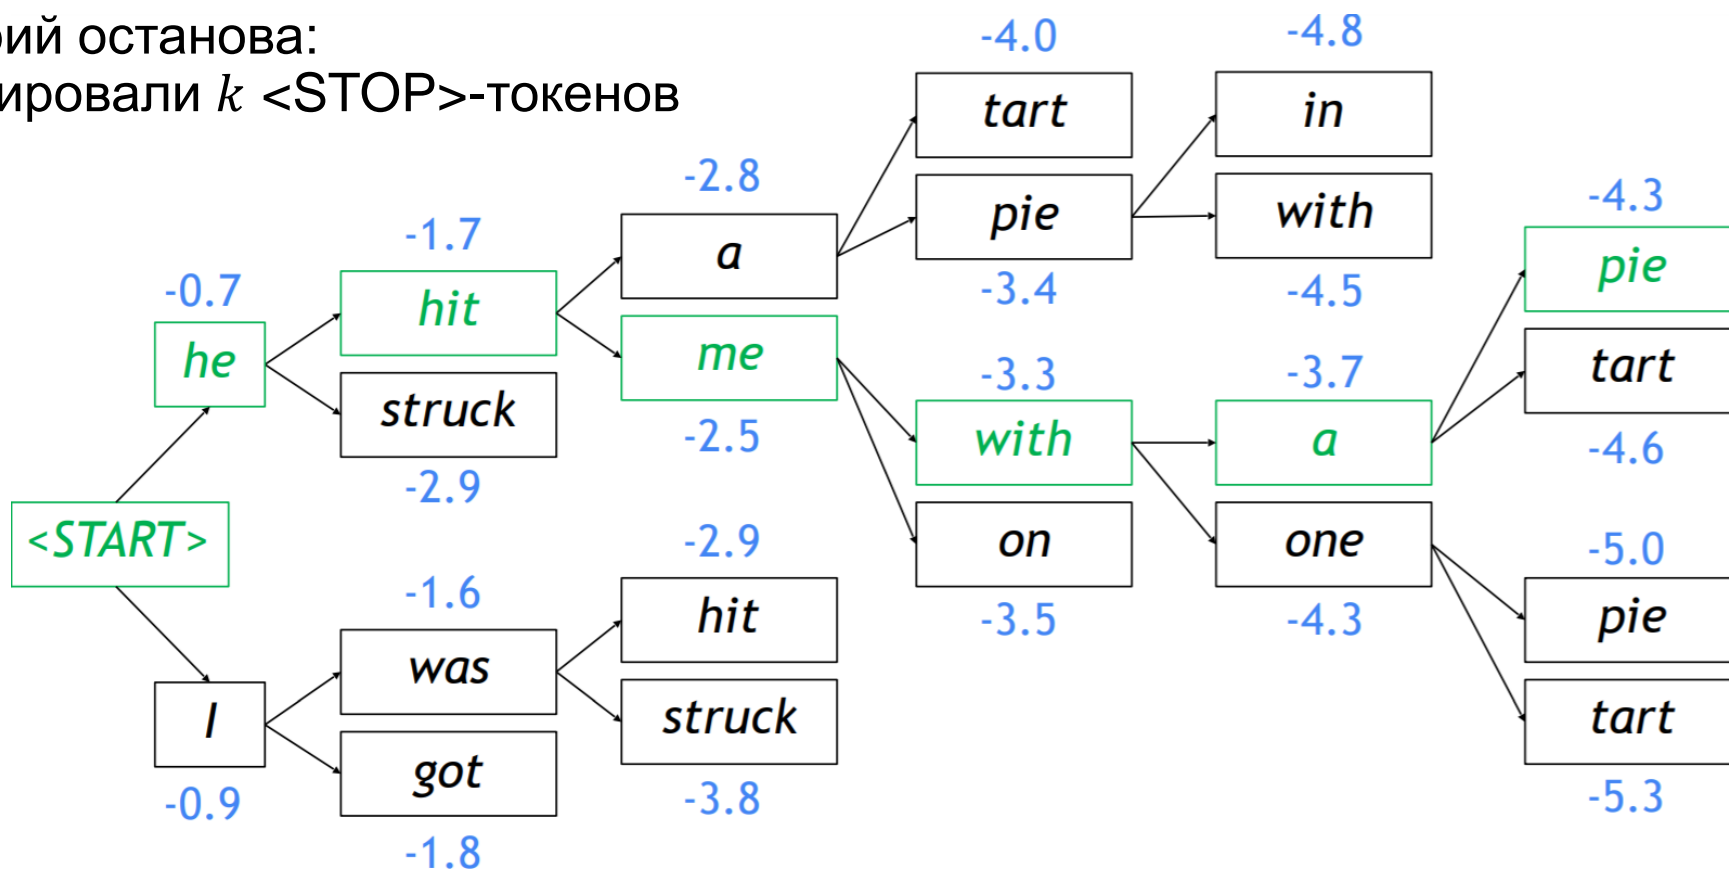 рий останова:
ировали k <STOP>-токенов
-4.0
-4.8
tart
in
-2.8
pie
with
-4.3
-1.7
a
pie
-0.7
hit
-3.4
-4.5
he
me
-3.3
-3.7
tart
struck
-2.5
with
a
-4.6
-2.9
<START>
-2.9
on
one
-5.0
-1.6
hit
-3.5
-4.3
pie
was
I
struck
tart
got
-0.9
-3.8
-5.3
-1.8